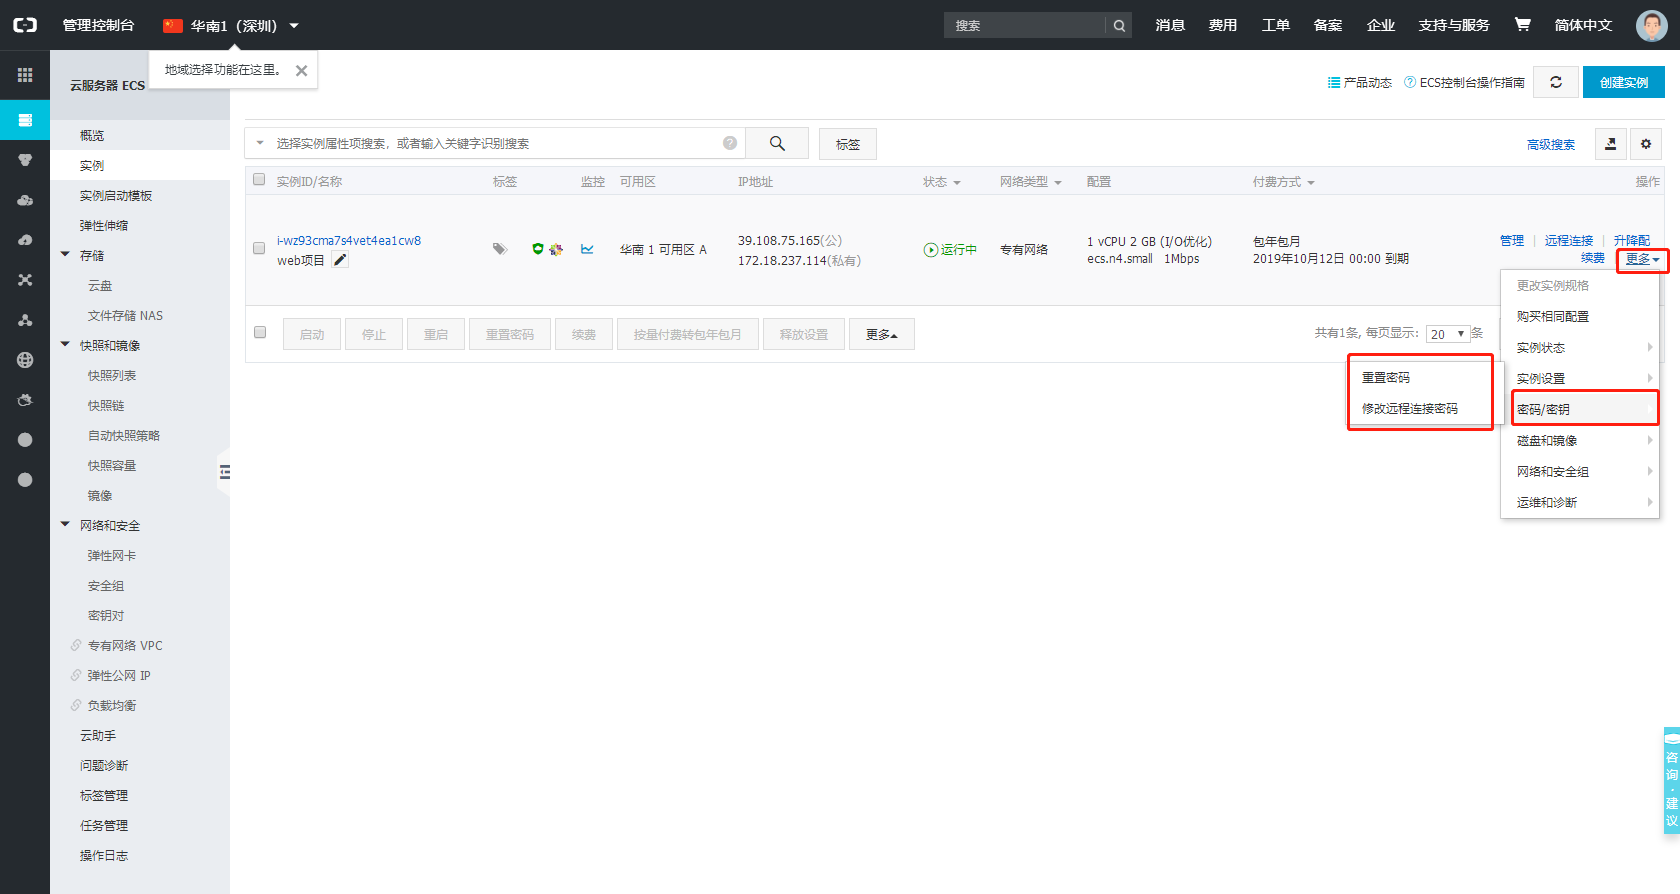 管理控制台
华南1（深圳）
搜索
消息
费用
工单
备案
企业
支持与服务
简体中文
地域选择功能在这里。
云服务器 ECS
产品动态
ECS控制台操作指南
创建实例
概览
实例
实例启动模板
弹性伸缩
存储
云盘
文件存储 NAS
快照和镜像
快照列表
快照链
自动快照策略
快照容量
镜像
网络和安全
弹性网卡
安全组
密钥对
专有网络 VPC
弹性公网 IP
负载均衡
云助手
问题诊断
标签管理
任务管理
操作日志
选择实例属性项搜索，或者输入关键字识别搜索
标签
高级搜索
实例ID/名称
标签
监控
可用区
IP地址
状态
网络类型
配置
付费方式
操作
i-wz93cma7s4vet4ea1cw8
web项目
华南 1 可用区 A
39.108.75.165(公)
172.18.237.114(私有)
运行中
专有网络
1 vCPU 2 GB (I/O优化)
ecs.n4.small 1Mbps
包年包月
2019年10月12日 00:00 到期
管理 | 远程连接 | 升降配
续费
更多
启动
停止
重启
重置密码
续费
按量付费转包年包月
释放设置
更多
共有1条, 每页显示: 20 条
更改实例规格
购买相同配置
实例状态
实例设置
密码/密钥
磁盘和镜像
网络和安全组
运维和诊断
重置密码
修改远程连接密码
咨询·建议